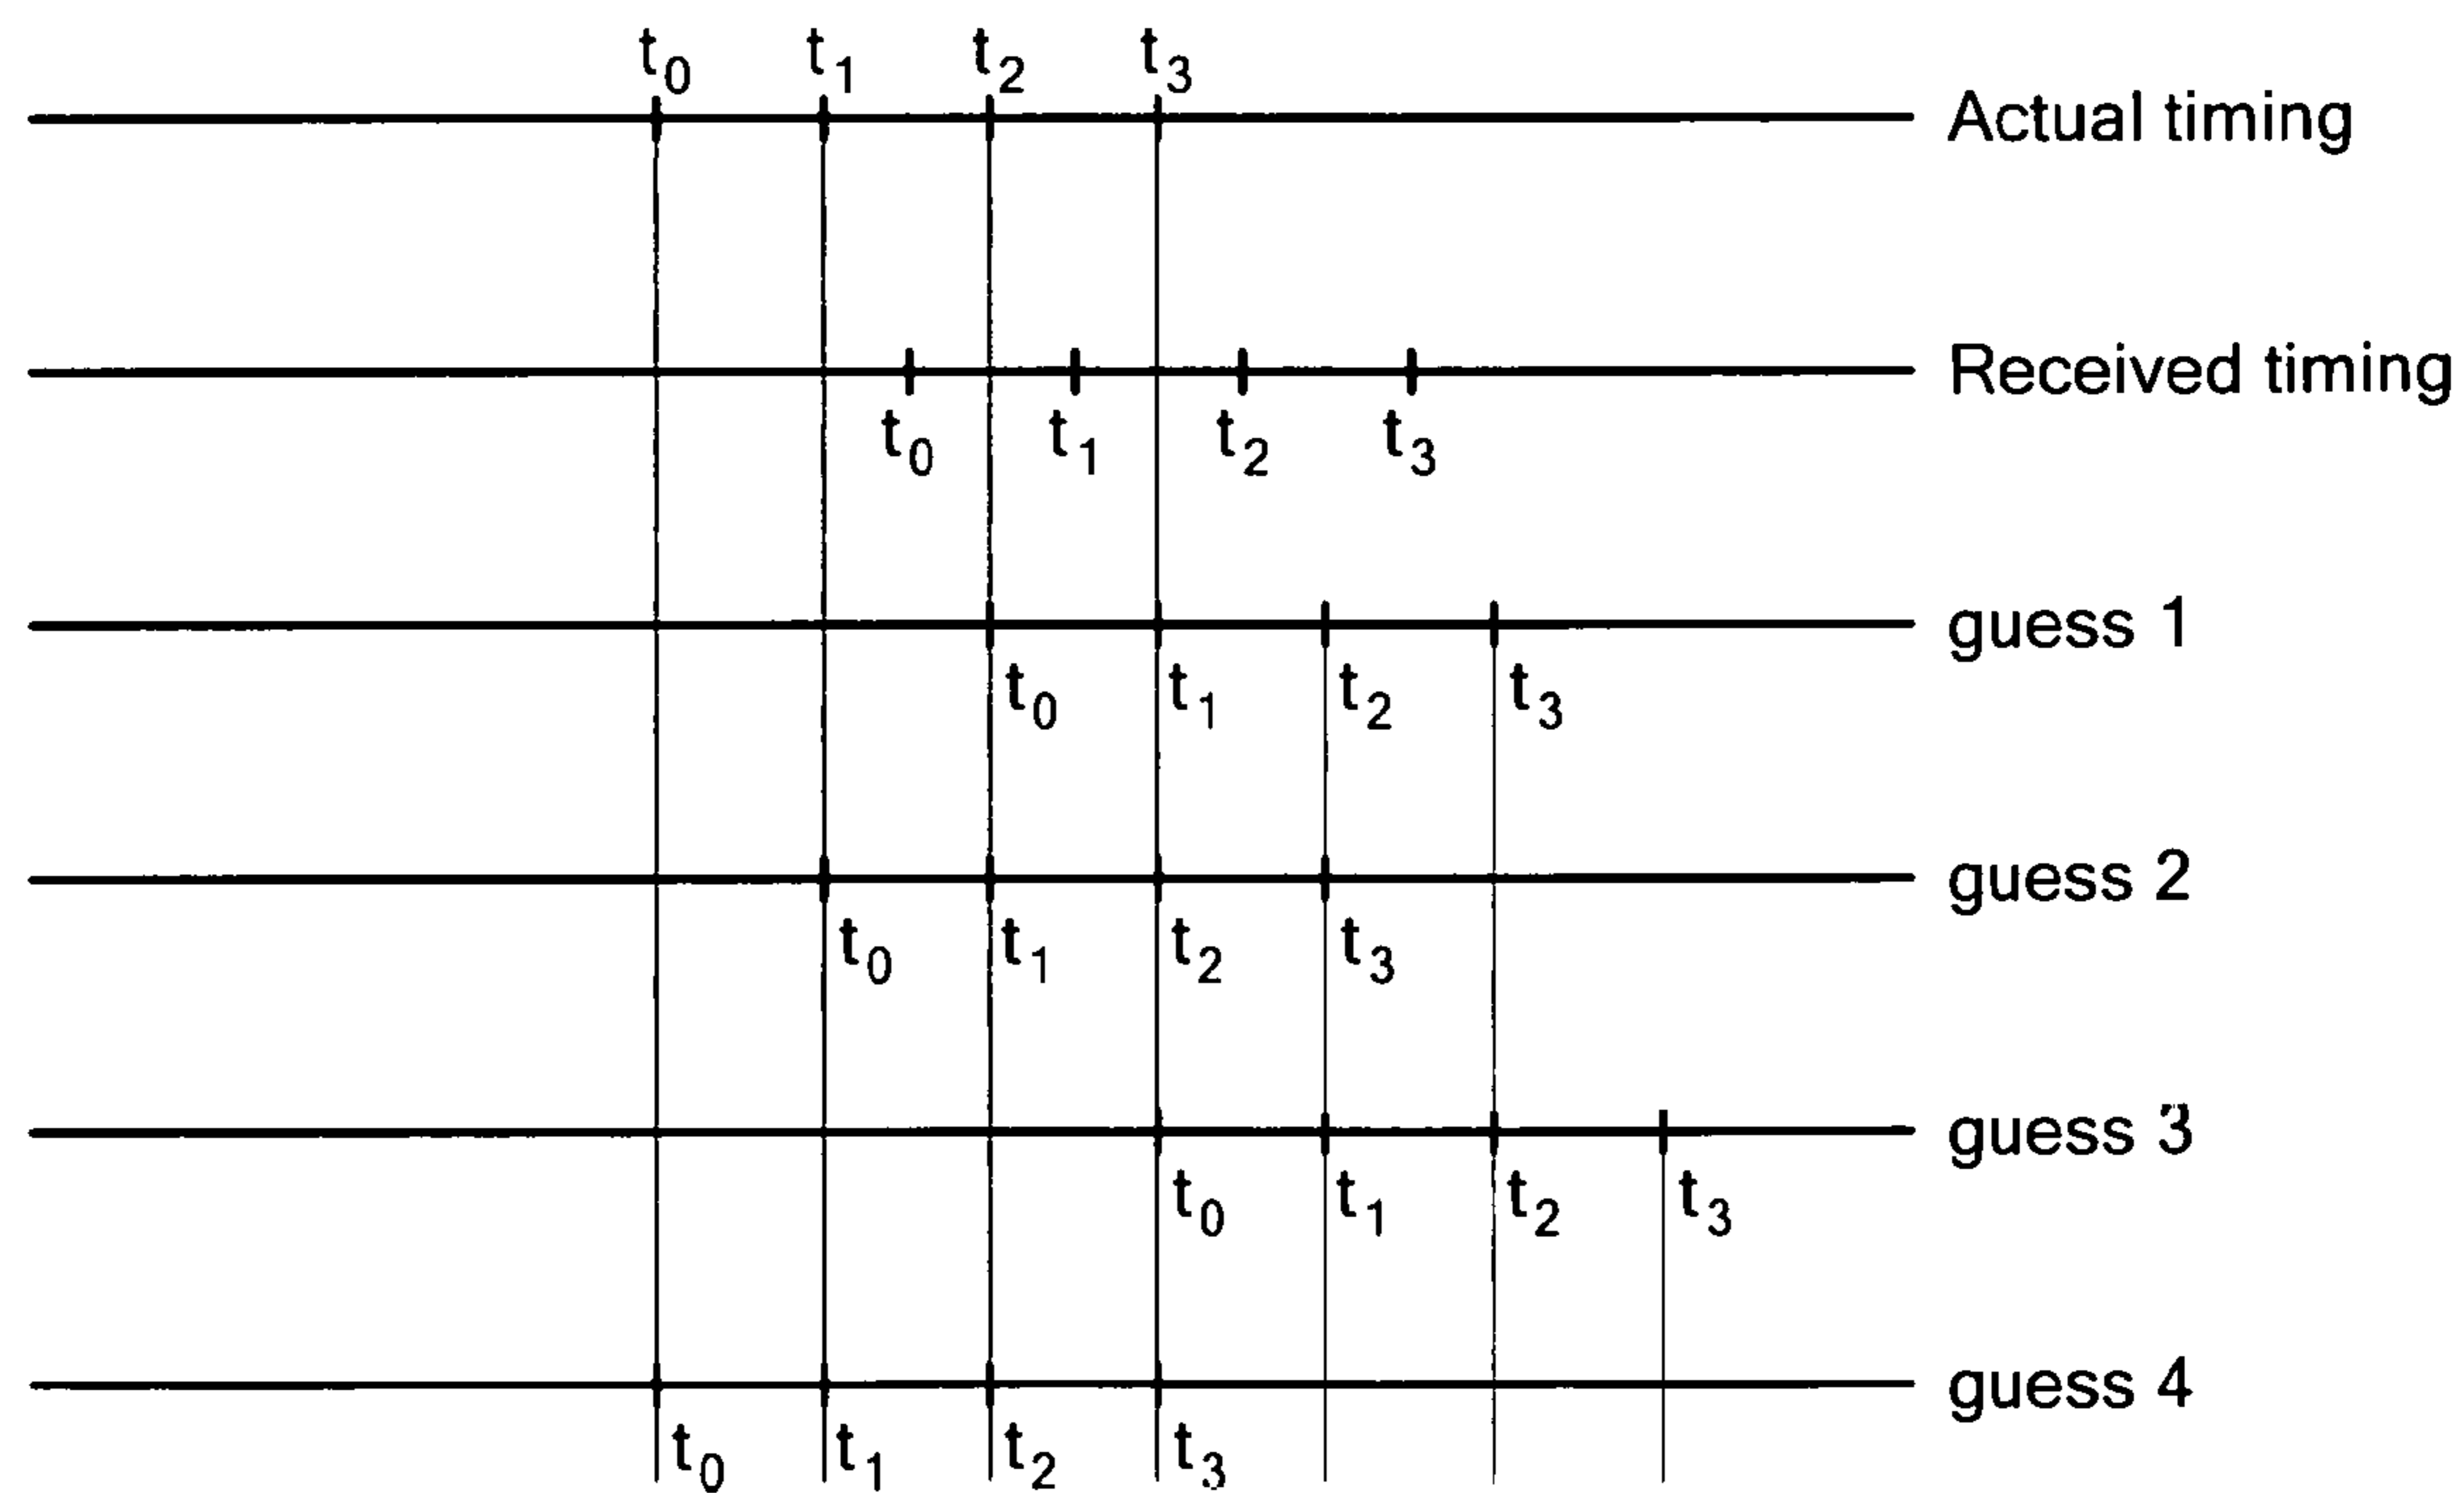 t0 t1 t2 t3
Actual timing
Received timing
t0 t1 t2 t3
guess 1
t0 t1 t2 t3
guess 2
t0 t1 t2 t3
guess 3
t0 t1 t2 t3
guess 4
t0 t1 t2 t3